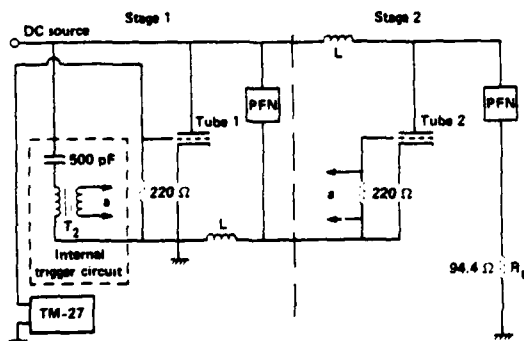 Stage 1
Stage 2
DC source
L
PFN
PFN
Tube 1
Tube 2
500 pF
a
220 Ω
a
220 Ω
T2
L
Internal
trigger circuit
94.4 Ω
TM-27